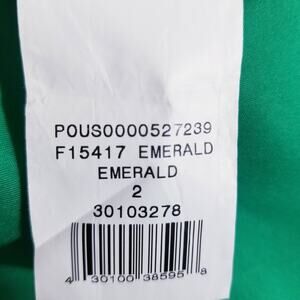 POUS0000527239
F15417 EMERALD
EMERALD
2
30103278
4 30100 38595 8